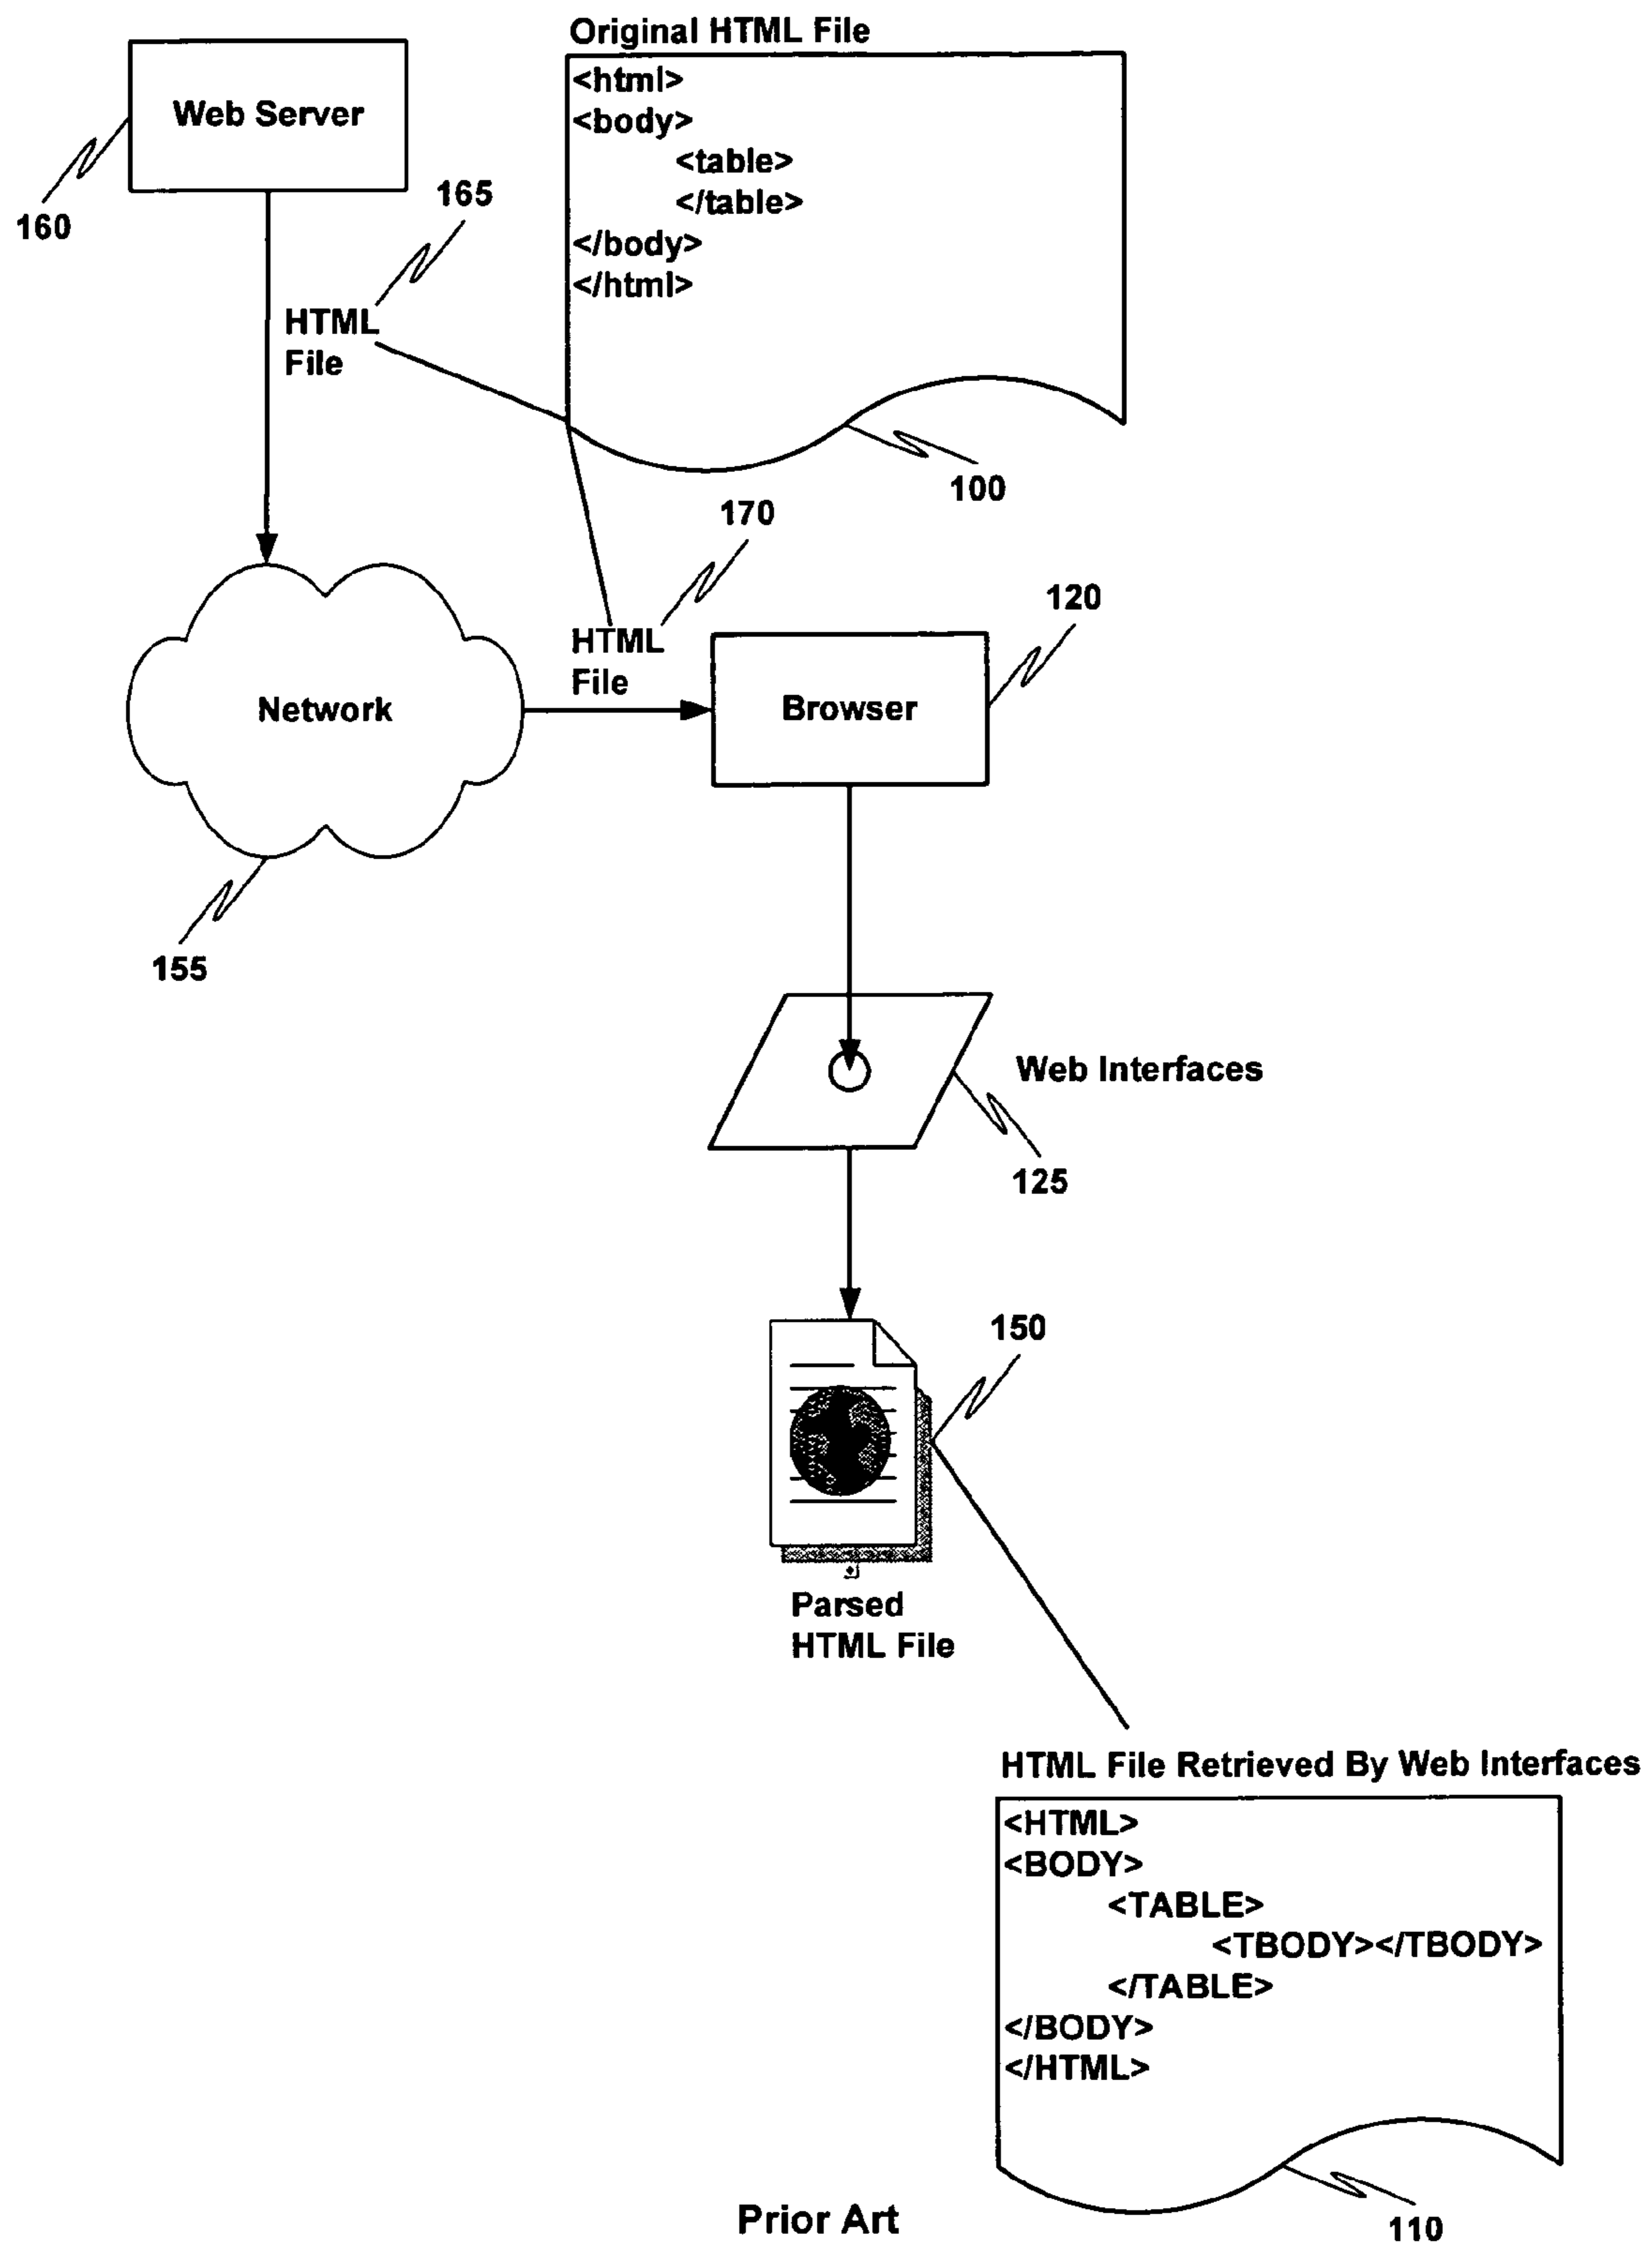 Original HTML File
<html>
<body>
<table>
</table>
</body>
</html>
Web Server
160
165
HTML
File
100
170
HTML
File
120
Network
Browser
155
Web Interfaces
125
150
Parsed
HTML File
HTML File Retrieved By Web Interfaces
<HTML>
<BODY>
<TABLE>
<TBODY></TBODY>
</TABLE>
</BODY>
</HTML>
110
Prior Art